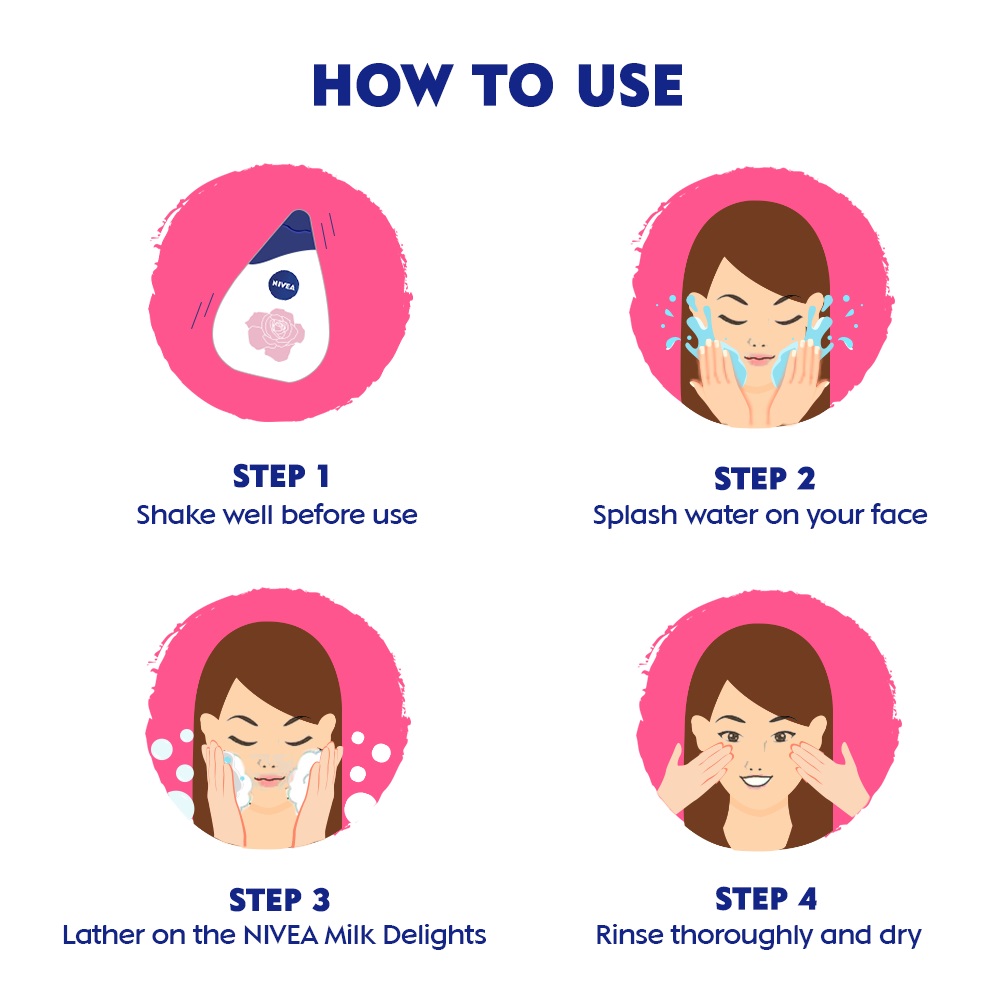 HOW TO USE
NIVEA
STEP 1
Shake well before use
STEP 2
Splash water on your face
STEP 3
Lather on the NIVEA Milk Delights
STEP 4
Rinse thoroughly and dry